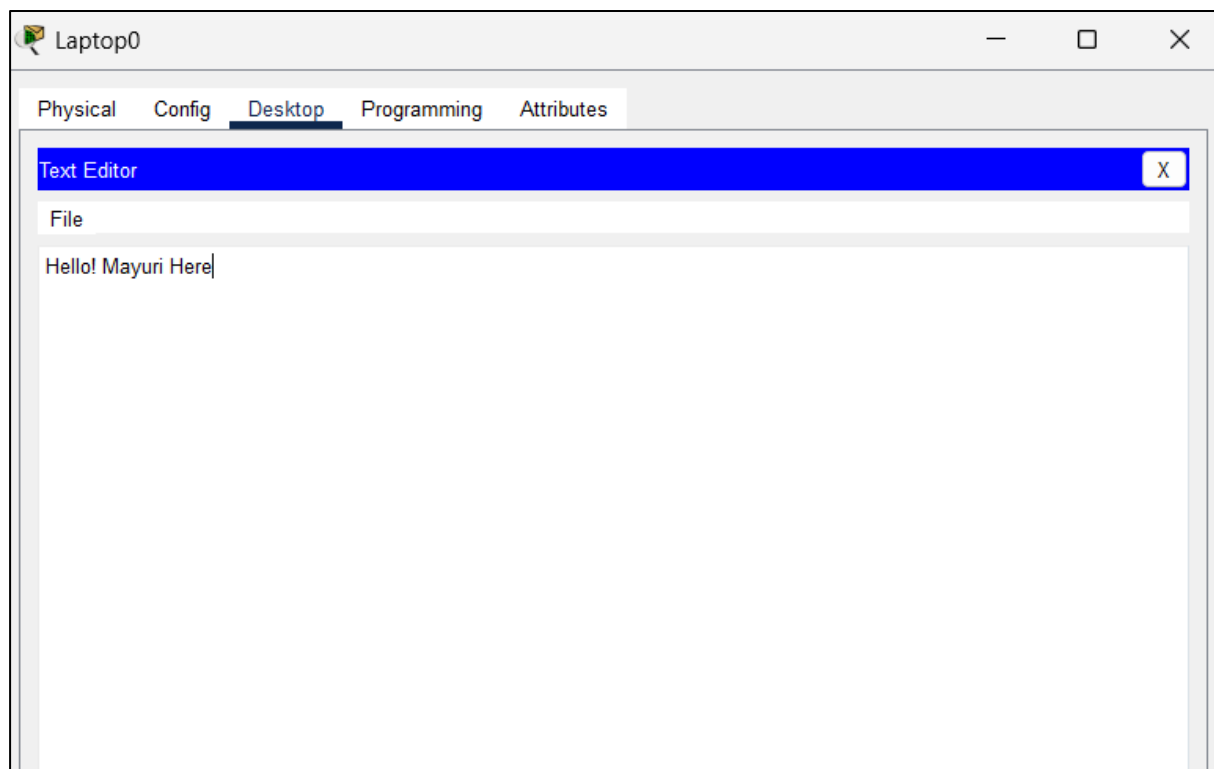 Laptop0
Physical Config Desktop Programming Attributes
Text Editor X
File
Hello! Mayuri Here